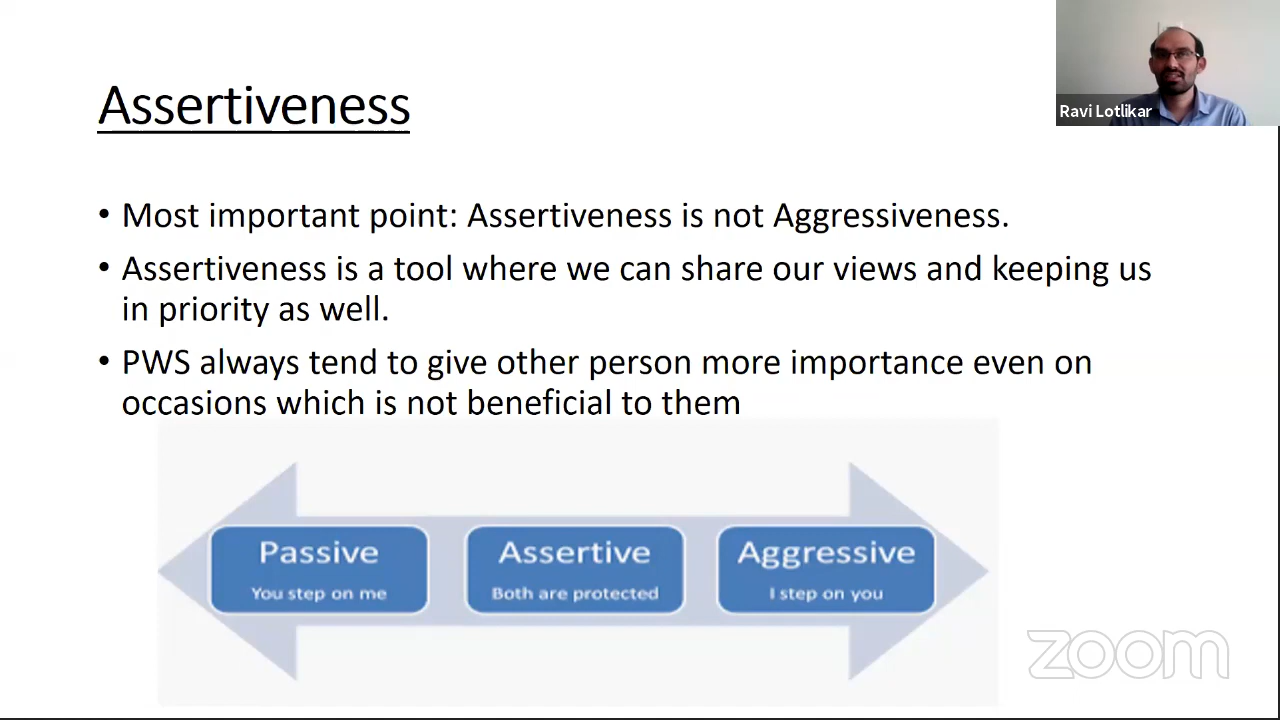 Ravi Lotlikar
Assertiveness
• Most important point: Assertiveness is not Aggressiveness.
• Assertiveness is a tool where we can share our views and keeping us
in priority as well.
• PWS always tend to give other person more importance even on
occasions which is not beneficial to them
Passive
You step on me
Assertive
Both are protected
Aggressive
I step on you
zoom